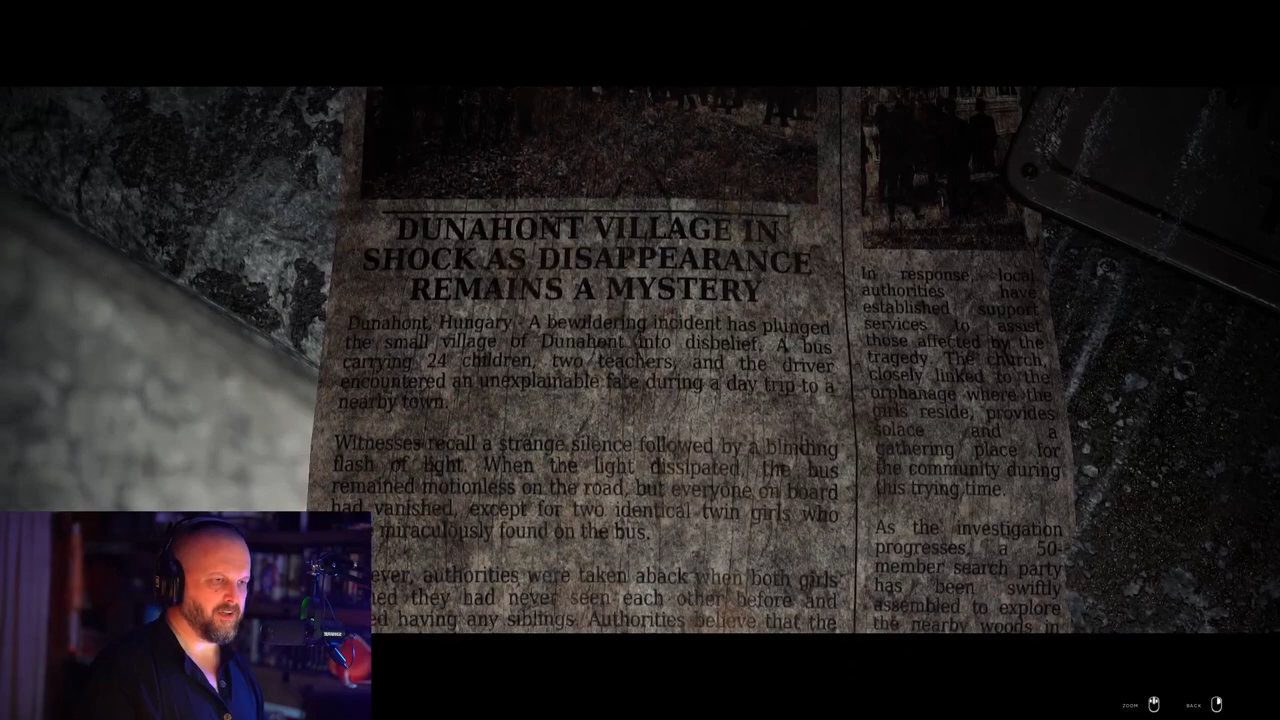 DUNAHONT VILLAGE IN
SHOCK AS DISAPPEARANCE
REMAINS A MYSTERY
Dunahont, Hungary - A bewildering incident has plunged
the small village of Dunahont into disbelief. A bus
carrying 24 children, two teachers, and the driver
encountered an unexplainable fate during a day trip to a
nearby town.
Witnesses recall a strange silence followed by a blinding
flash of light. When the light dissipated, the bus
remained motionless on the road, but everyone on board
had vanished, except for two identical twin girls who
miraculously found on the bus.
authorities were taken aback when both girls
they had never seen each other before and
having any siblings. Authorities believe that the
In response, local
authorities have
established support
services to assist
those affected by the
tragedy. The church,
closely linked to the
orphanage where the
girls reside, provides
solace and a
gathering place for
the community during
this trying time.
As the investigation
progresses, a 50-
member search party
has been swiftly
assembled to explore
the nearby woods in
ZOOM
BACK